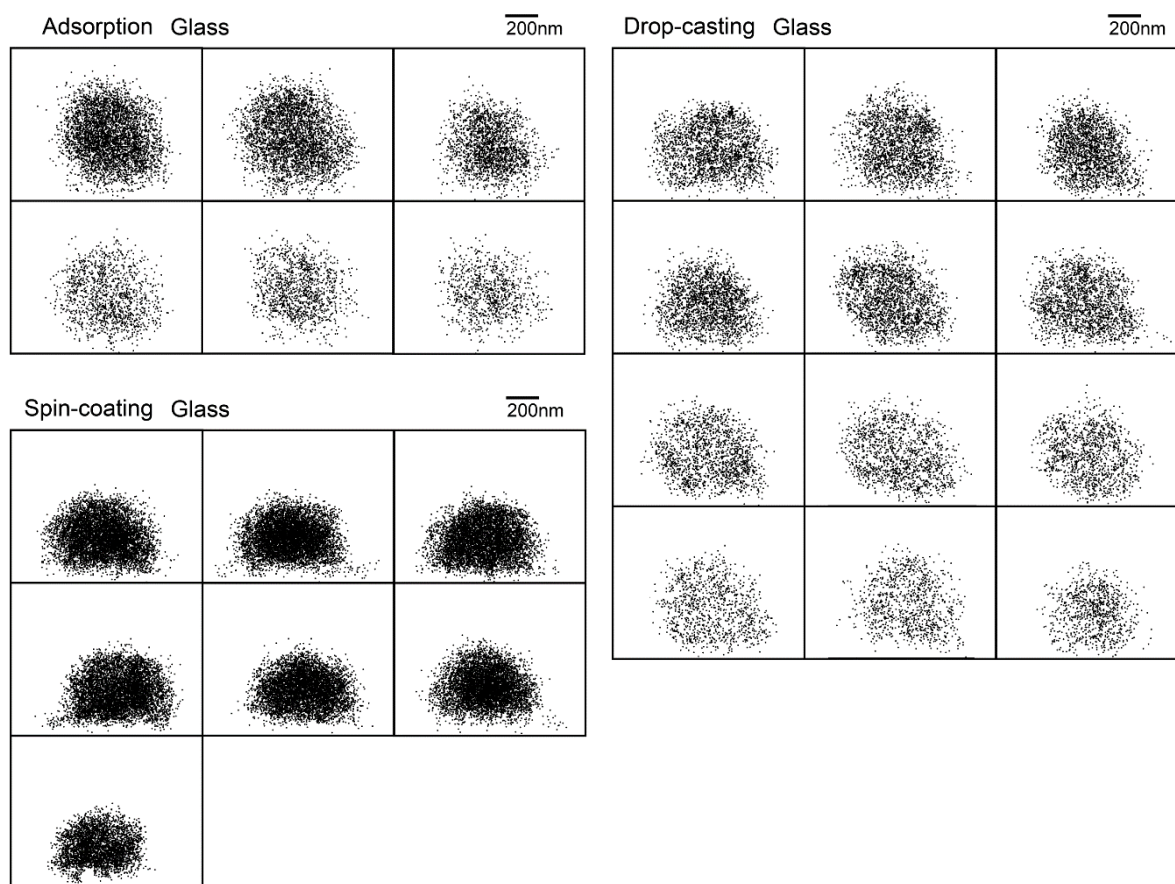 Adsorption Glass
200nm
Drop-casting Glass
200nm
Spin-coating Glass
200nm